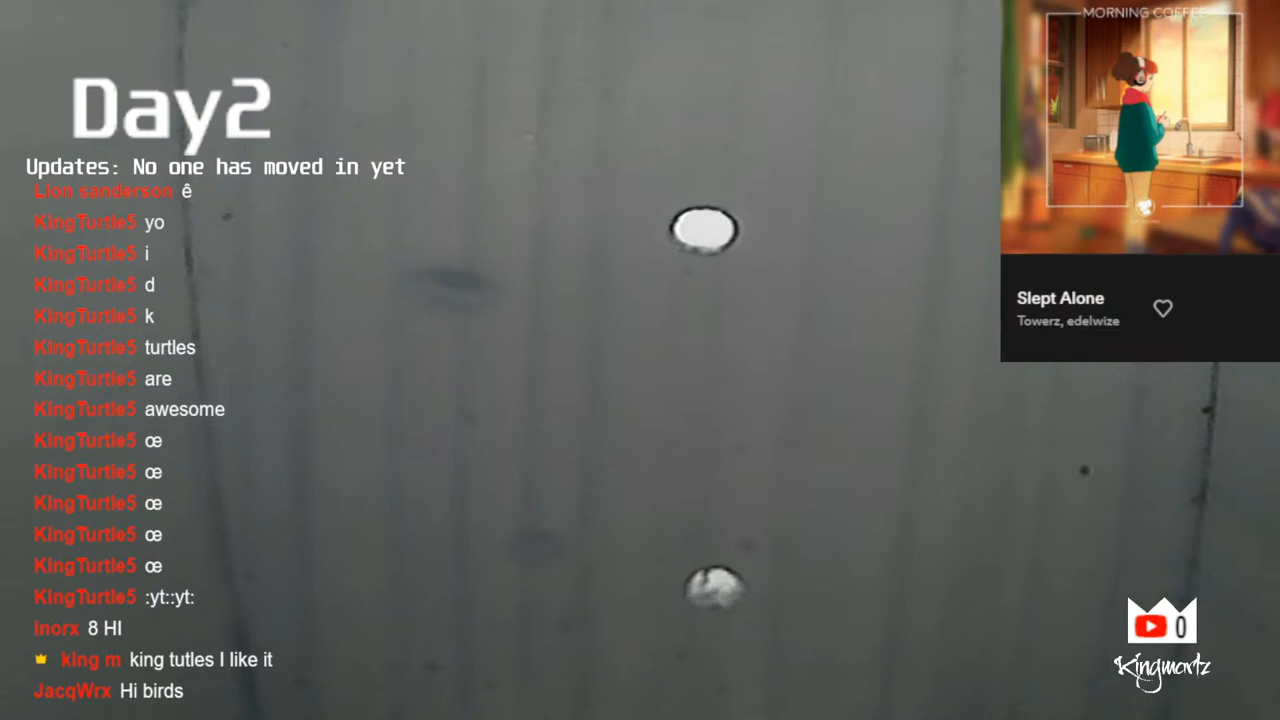 Day2
Updates: No one has moved in yet
Lion sanderson ê
KingTurtle5 yo
KingTurtle5 i
KingTurtle5 d
KingTurtle5 k
KingTurtle5 turtles
KingTurtle5 are
KingTurtle5 awesome
KingTurtle5 œ
KingTurtle5 œ
KingTurtle5 œ
KingTurtle5 œ
KingTurtle5 œ
KingTurtle5 :yt::yt:
Inorx 8 HI
king m king tutles I like it
JacqWrx Hi birds
MORNING COFFEE
Slept Alone
Towerz, edelwize
0
Kingmortz